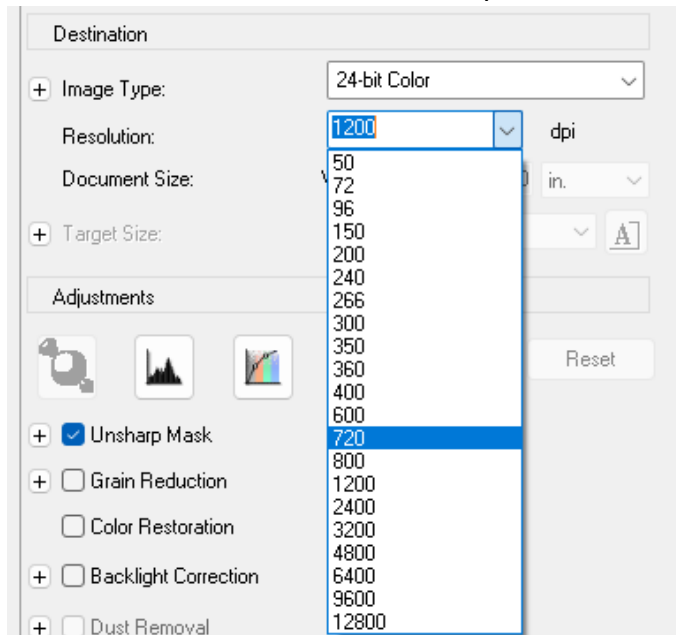 Destination
Image Type: 24-bit Color
Resolution: 1200 dpi
Document Size: in.
Target Size: A
50
72
96
150
200
240
266
300
350
360
400
600
720
800
1200
2400
3200
4800
6400
9600
12800
Adjustments
Reset
Unsharp Mask
Grain Reduction
Color Restoration
Backlight Correction
Dust Removal